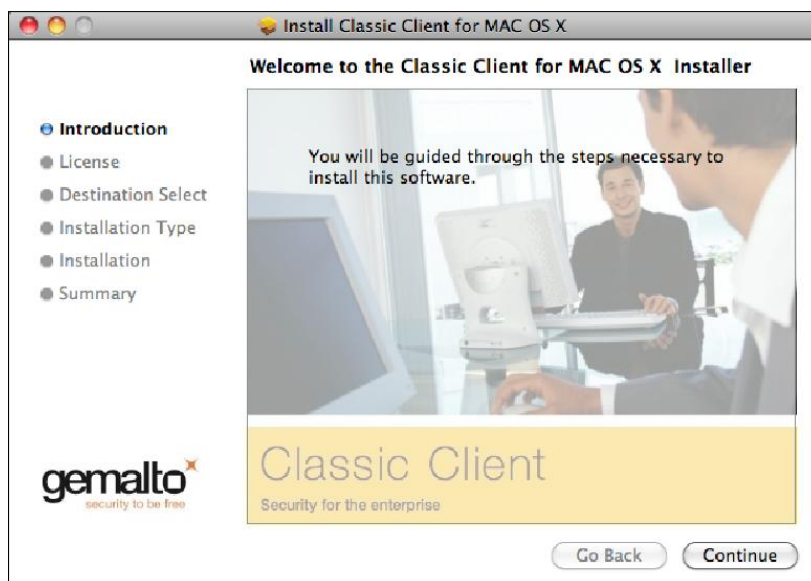 Install Classic Client for MAC OS X
Welcome to the Classic Client for MAC OS X Installer
Introduction
License
Destination Select
Installation Type
Installation
Summary
You will be guided through the steps necessary to
install this software.
gemalto
security to be free
Classic Client
Security for the enterprise
Go Back
Continue